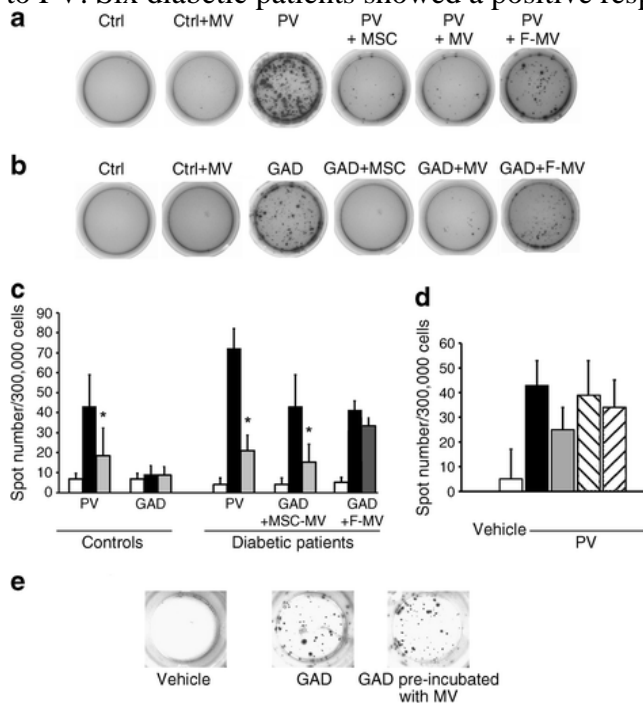 to PV. Six diabetic patients showed a positive resp
a
Ctrl Ctrl+MV PV PV + MSC PV + MV PV + F-MV
b
Ctrl Ctrl+MV GAD GAD+MSC GAD+MV GAD+F-MV
c
Spot number/300,000 cells
90
80
70
60
50
40
30
20
10
0
* * *
PV GAD PV GAD +MSC-MV GAD +F-MV
Controls Diabetic patients
d
Spot number/300,000 cells
60
50
40
30
20
10
0
Vehicle PV
e
Vehicle GAD GAD pre-incubated
with MV